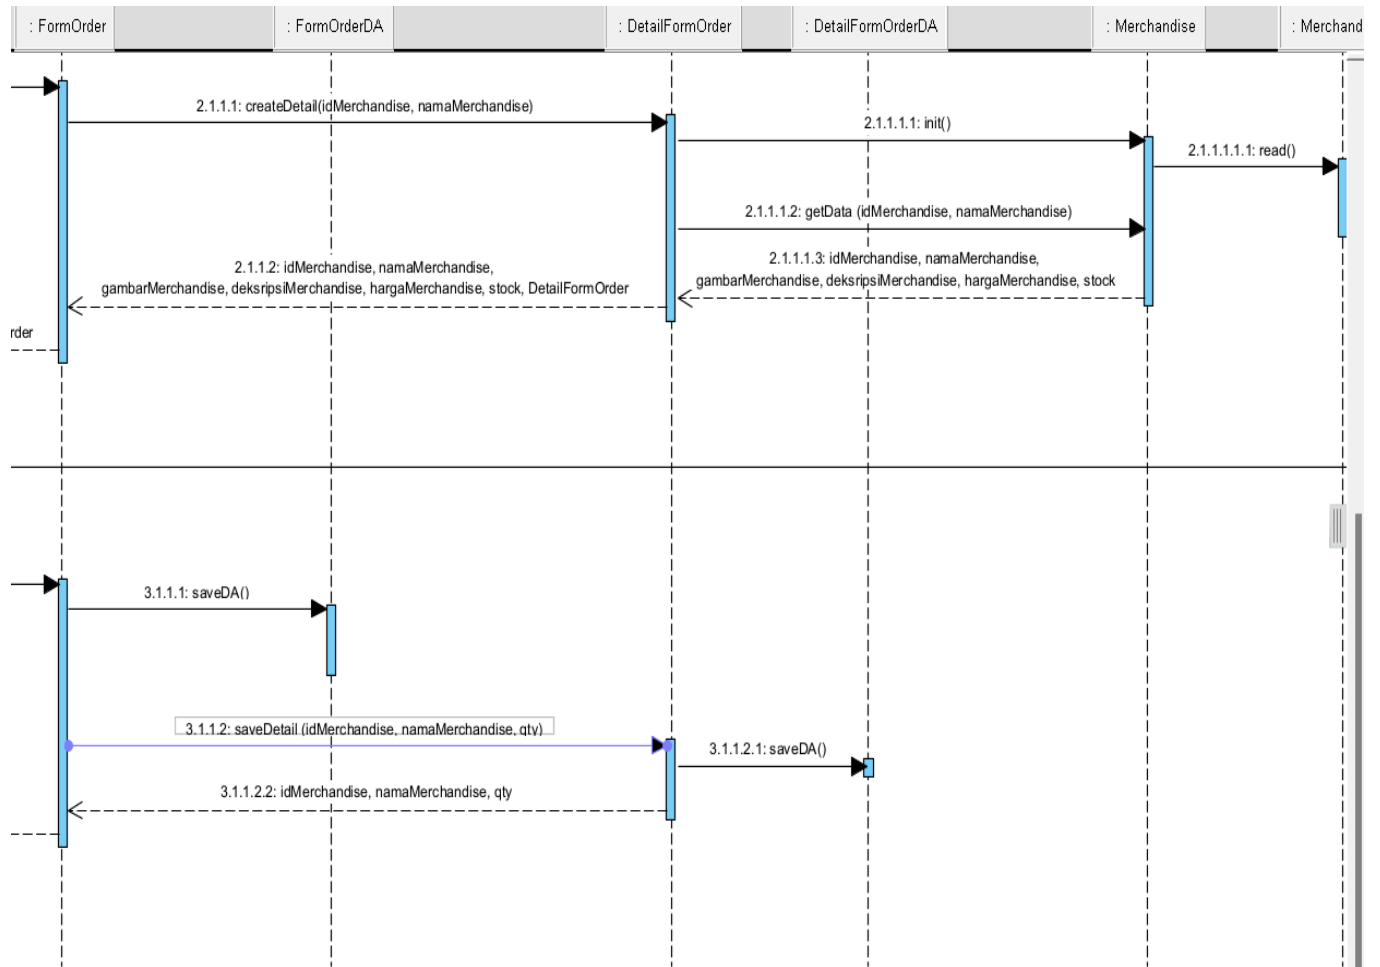 : FormOrder
: FormOrderDA
: DetailFormOrder
: DetailFormOrderDA
: Merchandise
: Merchand
2.1.1.1: createDetail(idMerchandise, namaMerchandise)
2.1.1.1.1: init()
2.1.1.1.1.1: read()
2.1.1.1.2: getData (idMerchandise, namaMerchandise)
2.1.1.1.3: idMerchandise, namaMerchandise,
gambarMerchandise, deksripsiMerchandise, hargaMerchandise, stock
2.1.1.2: idMerchandise, namaMerchandise,
gambarMerchandise, deksripsiMerchandise, hargaMerchandise, stock, DetailFormOrder
rder
3.1.1.1: saveDA()
3.1.1.2: saveDetail (idMerchandise, namaMerchandise, qty)
3.1.1.2.1: saveDA()
3.1.1.2.2: idMerchandise, namaMerchandise, qty